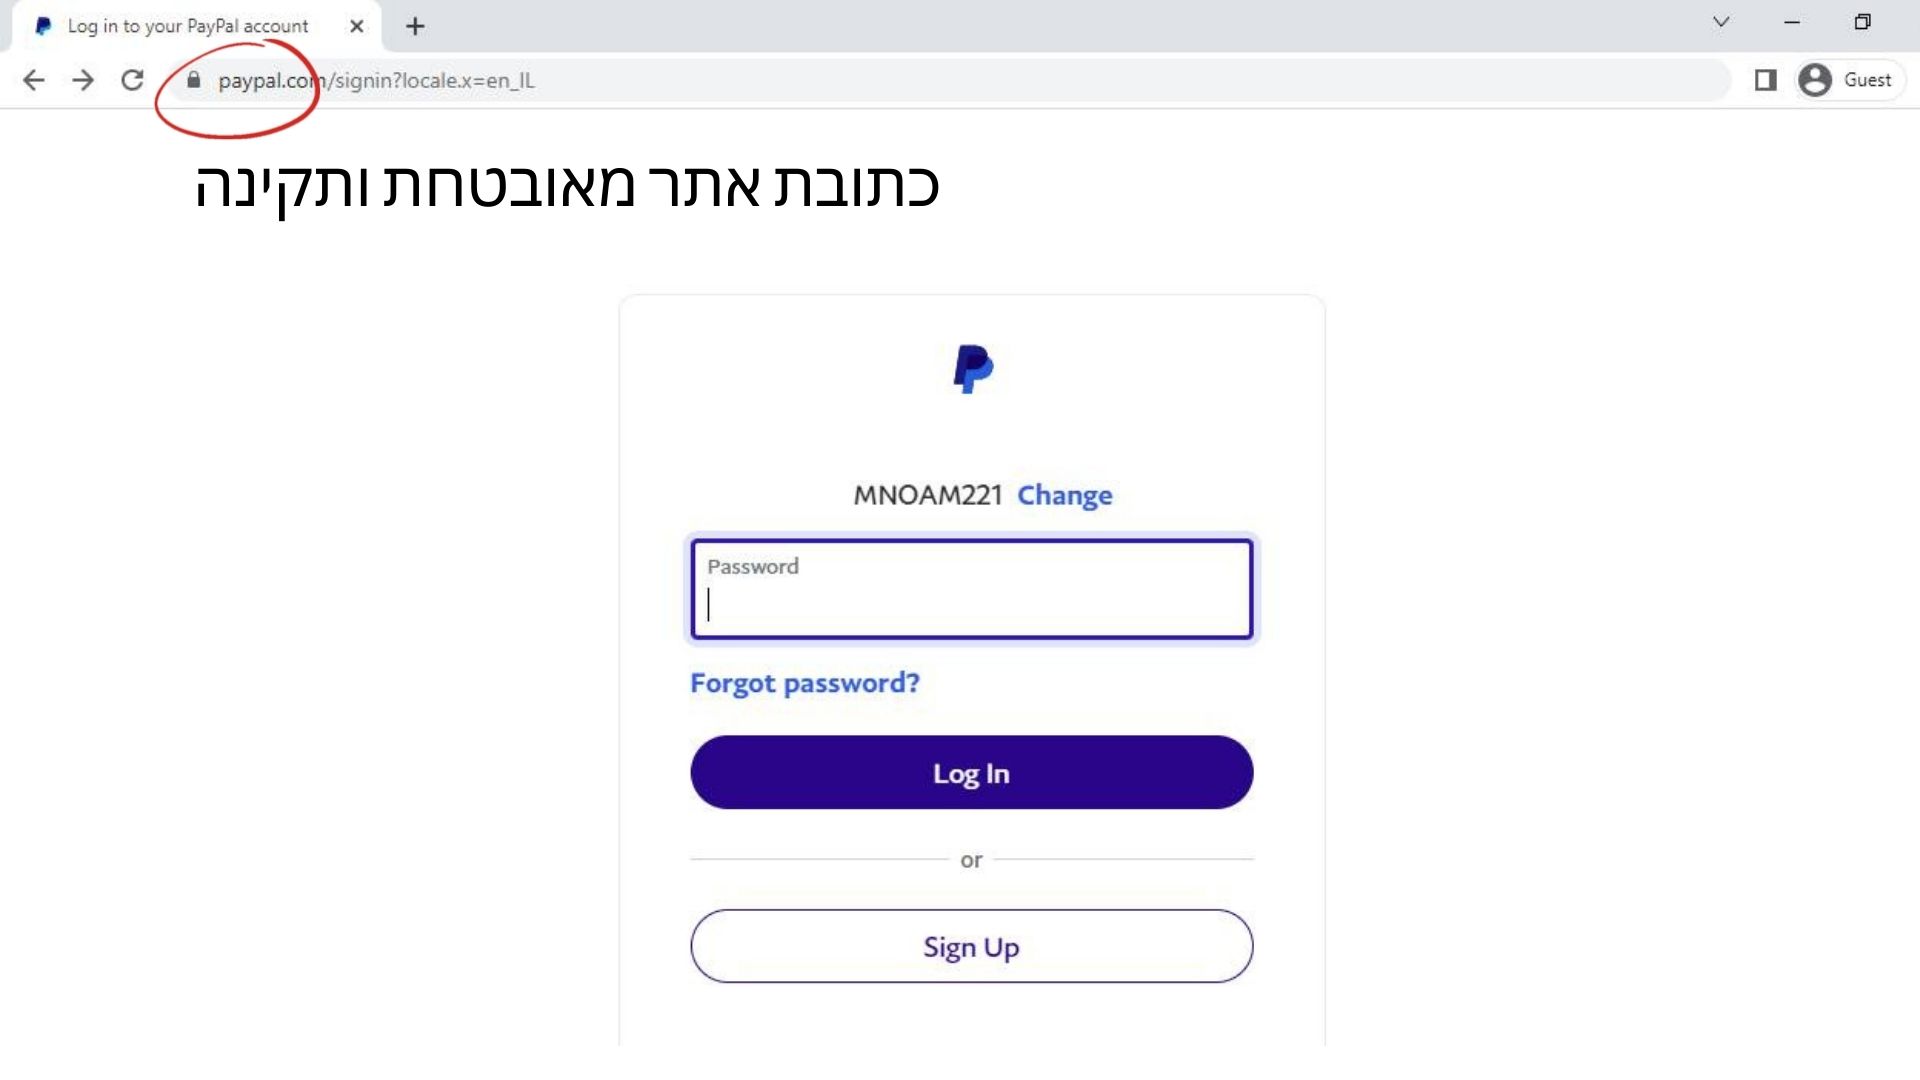 Log in to your PayPal account
paypal.com/signin?locale.x=en_IL
Guest
כתובת אתר מאובטחת ותקינה
MNOAM221 Change
Password
Forgot password?
Log In
or
Sign Up